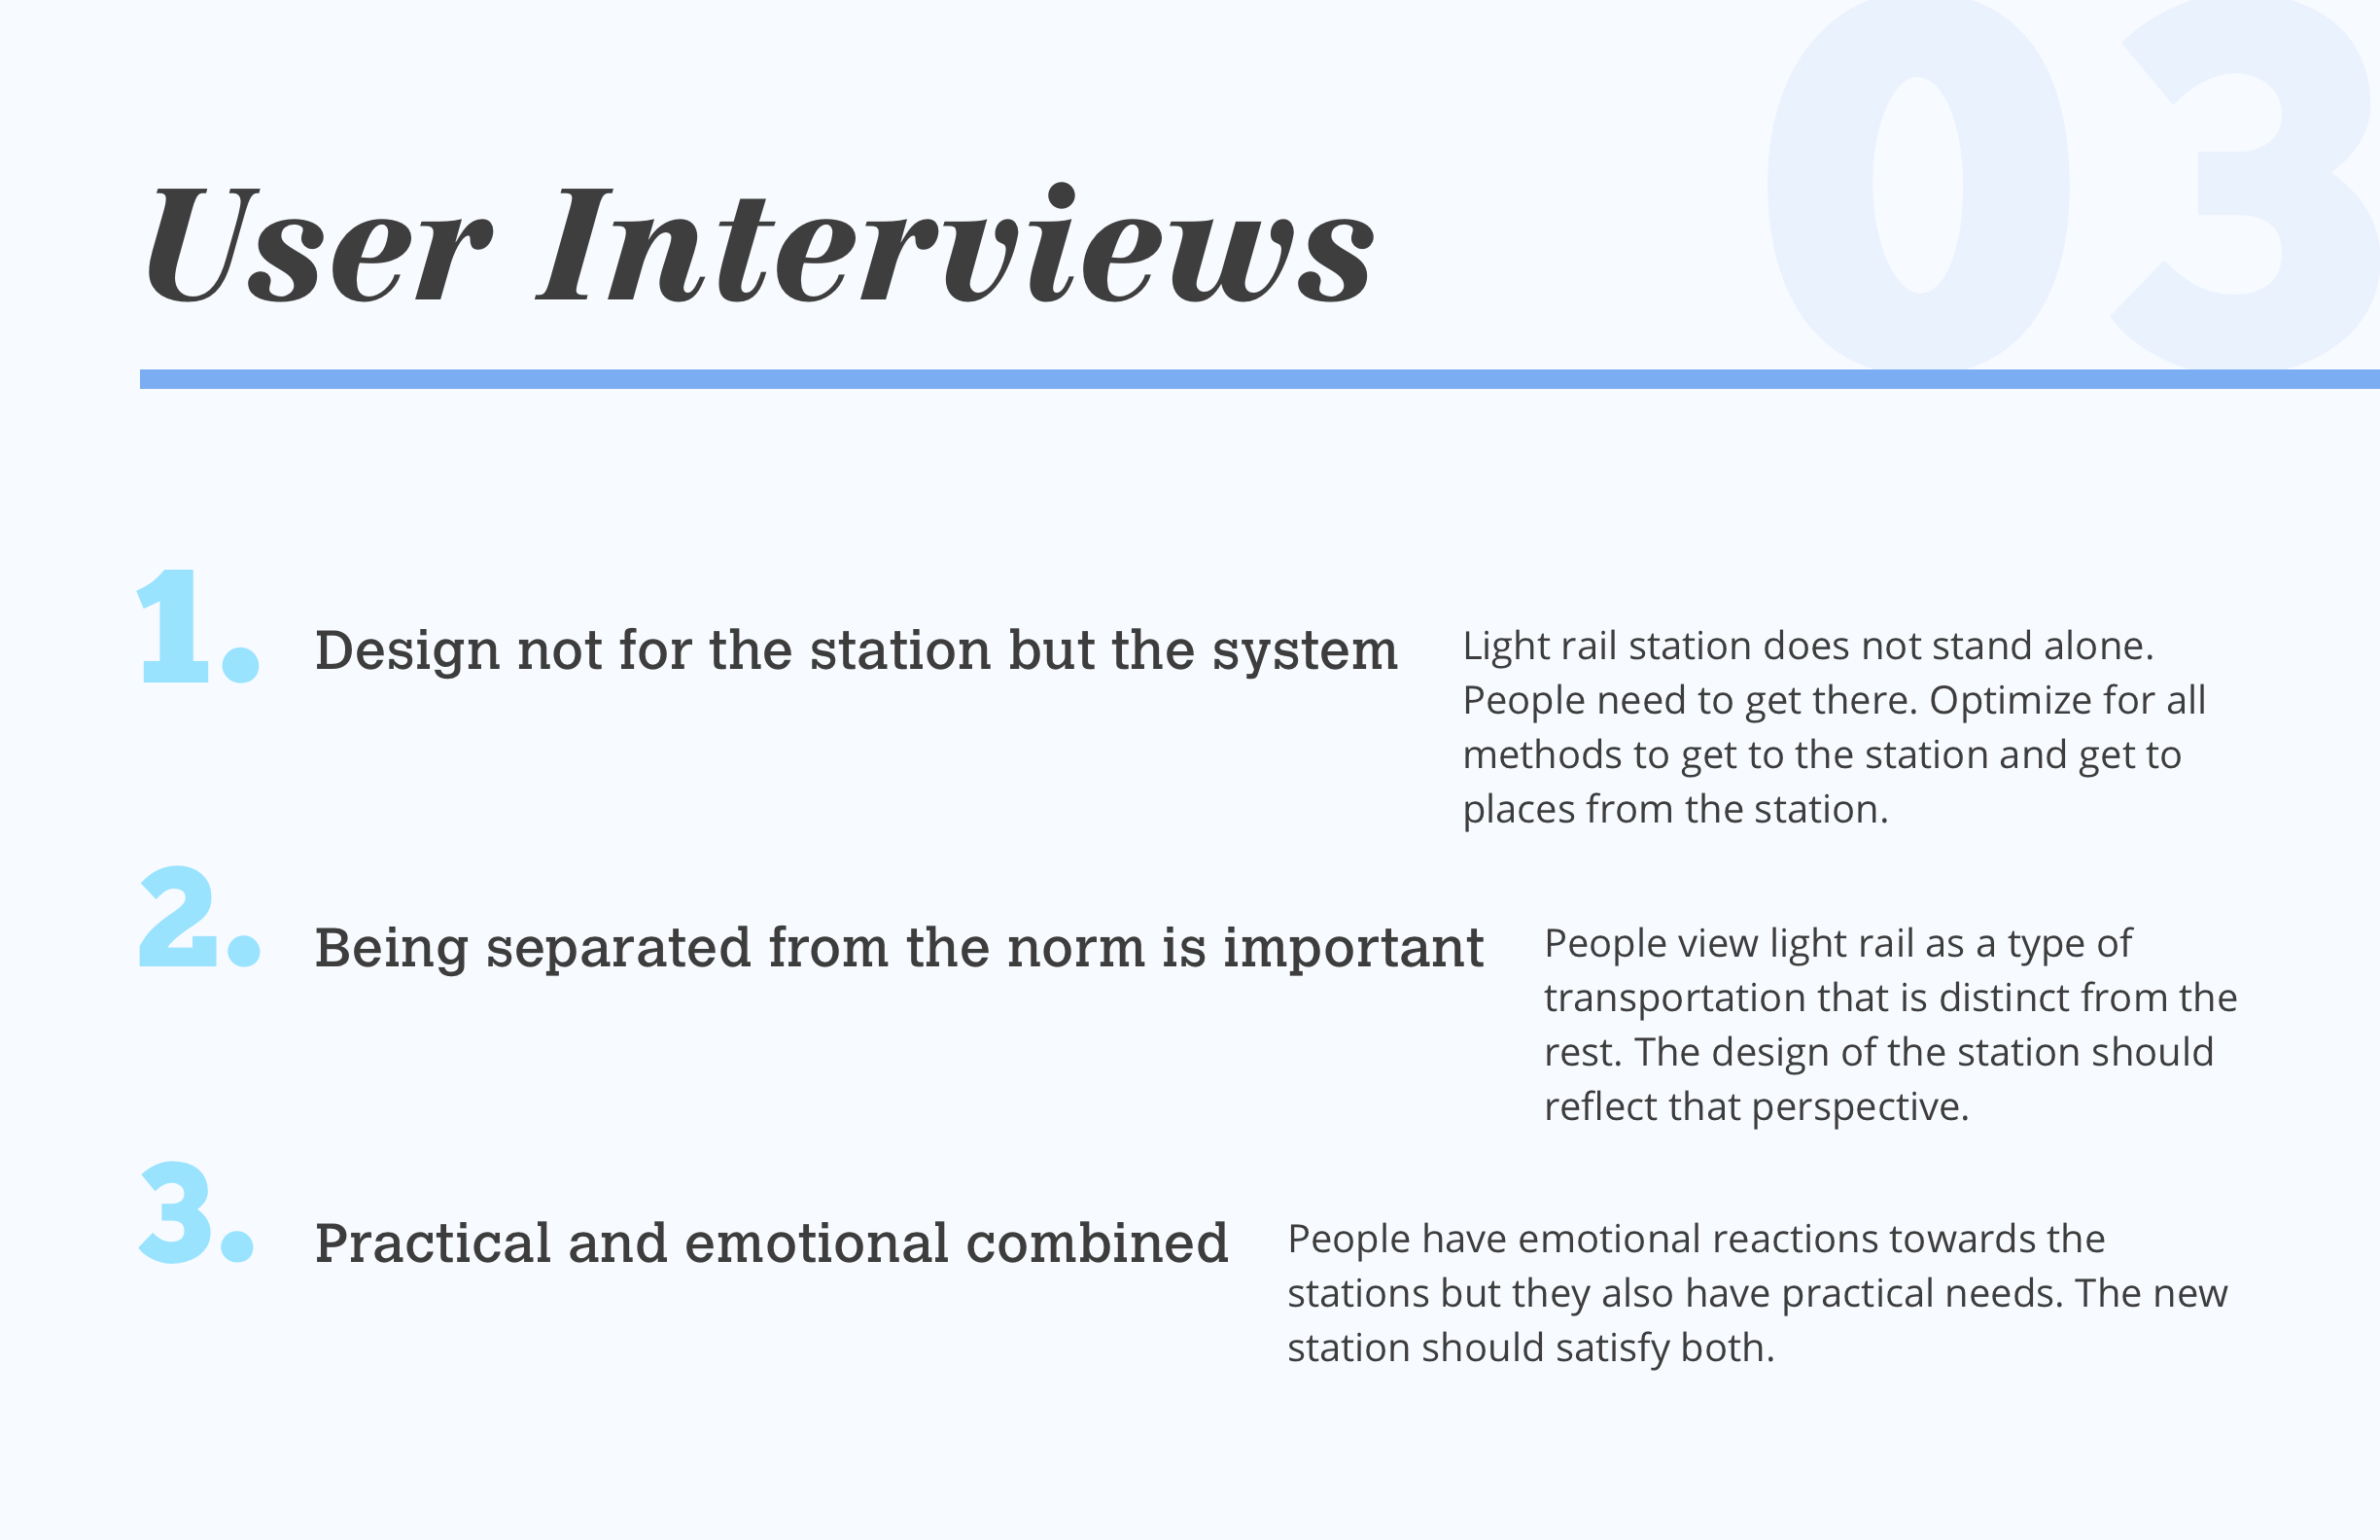 03
User Interviews
1.
Design not for the station but the system
Light rail station does not stand alone.
People need to get there. Optimize for all
methods to get to the station and get to
places from the station.
2.
Being separated from the norm is important
People view light rail as a type of
transportation that is distinct from the
rest. The design of the station should
reflect that perspective.
3.
Practical and emotional combined
People have emotional reactions towards the
stations but they also have practical needs. The new
station should satisfy both.